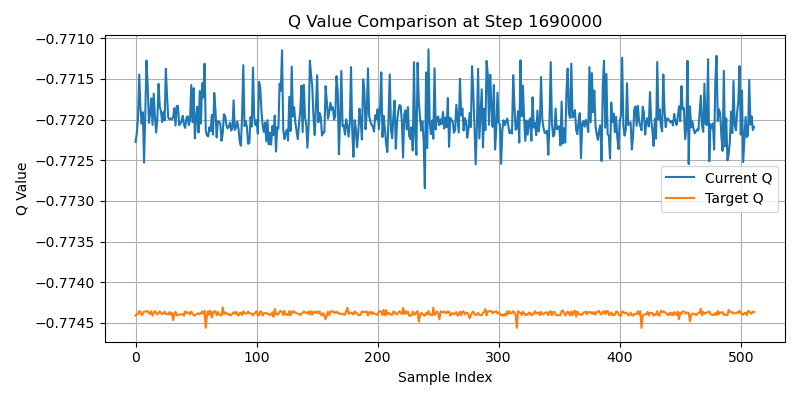 Q Value Comparison at Step 1690000
Q Value
−0.7710
−0.7715
−0.7720
−0.7725
−0.7730
−0.7735
−0.7740
−0.7745
Current Q
Target Q
0
100
200
300
400
500
Sample Index